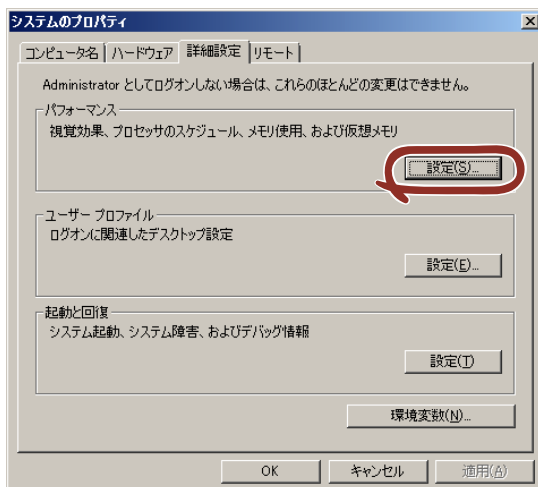 システムのプロパティ
コンピュータ名 ハードウェア 詳細設定 リモート
Administrator としてログオンしない場合は、これらのほとんどの変更はできません。
パフォーマンス
視覚効果、プロセッサのスケジュール、メモリ使用、および仮想メモリ
設定(S)...
ユーザー プロファイル
ログオンに関連したデスクトップ設定
設定(E)...
起動と回復
システム起動、システム障害、およびデバッグ情報
設定(T)
環境変数(N)...
OK キャンセル 適用(A)